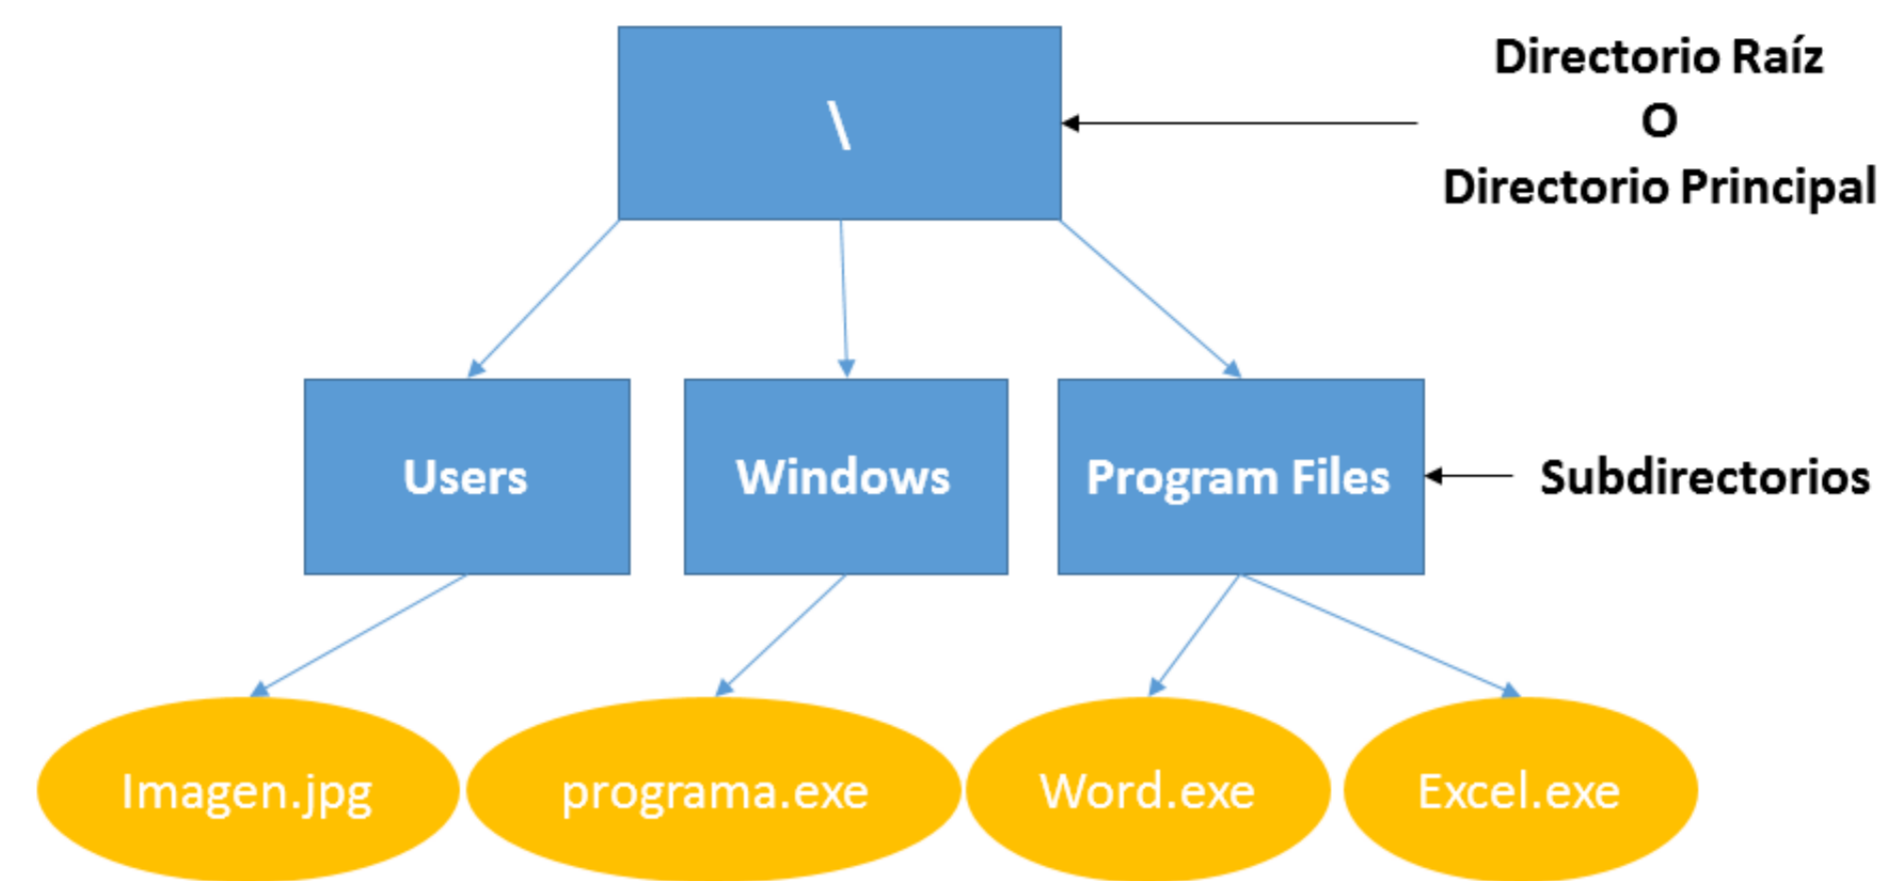 \
Directorio Raíz
O
Directorio Principal
Users
Windows
Program Files
Subdirectorios
Imagen.jpg
programa.exe
Word.exe
Excel.exe